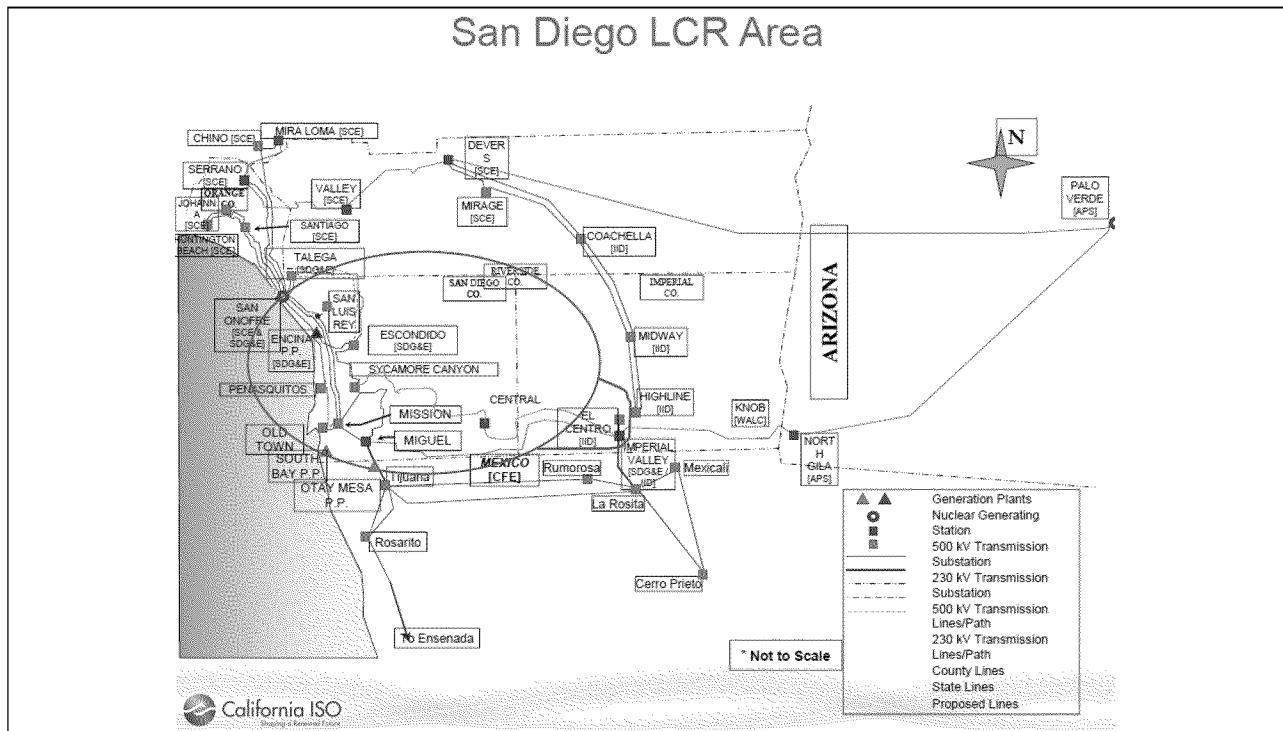 San Diego LCR Area
MIRA LOMA [SCE]
CHINO [SCE]
N
DEVER
S
[SCE]
SERRANO
[SCE]
ORANGE
CO.
VALLEY
[SCE]
MIRAGE
[SCE]
PALO
VERDE
[APS]
JOHANN
A
[SCE]
SANTIAGO
[SCE]
HUNTINGTON
BEACH [SCE]
COACHELLA
[IID]
TALEGA
[SDG&E]
RIVERSIDE
CO.
SAN DIEGO
CO.
IMPERIAL
CO.
ARIZONA
SAN
ONOFRE
[SCE &
SDG&E]
SAN
LUIS
REY
ENCINA
P.P.
[SDG&E]
ESCONDIDO
[SDG&E]
MIDWAY
[IID]
SYCAMORE CANYON
PENASQUITOS
CENTRAL
HIGHLINE
[IID]
KNOB
[WALC]
MISSION
EL
CENTRO
[IID]
OLD
TOWN
MIGUEL
NORT
H
GILA
[APS]
SOUTH
BAY P.P.
IMPERIAL
VALLEY
[SDG&E /
IID]
MEXICO
[CFE]
Tijuana
Rumorosa
Mexicali
OTAY MESA
P.P.
La Rosita
Rosarito
Cerro Prieto
To Ensenada
* Not to Scale
Generation Plants
Nuclear Generating
Station
500 kV Transmission
Substation
230 kV Transmission
Substation
500 kV Transmission
Lines/Path
230 kV Transmission
Lines/Path
County Lines
State Lines
Proposed Lines
California ISO
Shaping a Renewed Future